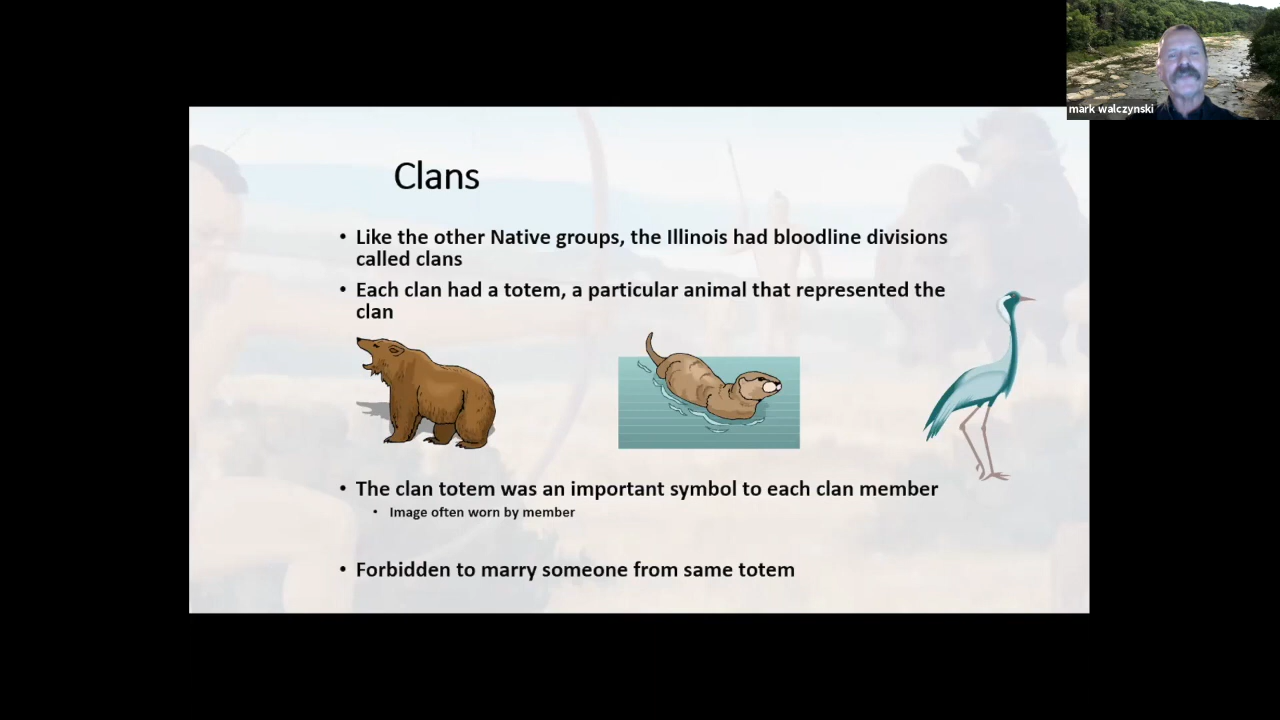 mark walczynski
Clans
• Like the other Native groups, the Illinois had bloodline divisions
called clans
• Each clan had a totem, a particular animal that represented the
clan
• The clan totem was an important symbol to each clan member
• Image often worn by member
• Forbidden to marry someone from same totem